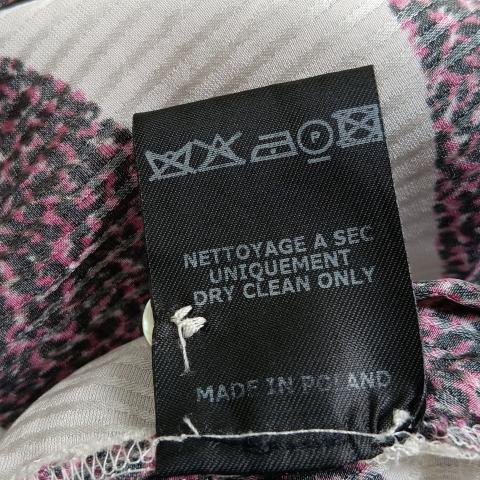 P
NETTOYAGE A SEC
UNIQUEMENT
DRY CLEAN ONLY
MADE IN POLAND